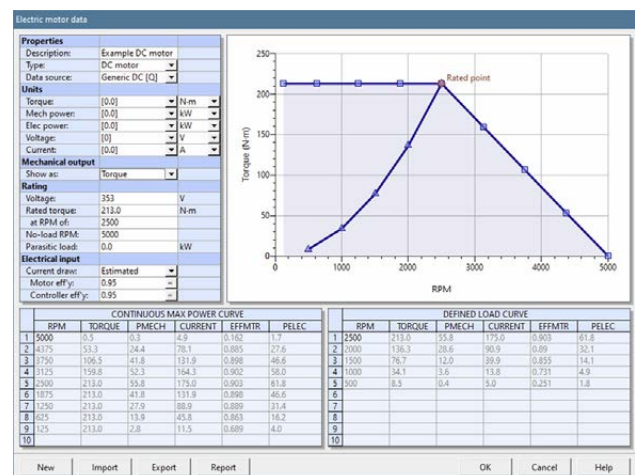 Electric motor data
Properties
Description: Example DC motor
Type: DC motor
Data source: Generic DC [Q]
Units
Torque: [0.0] N-m
Mech power: [0.0] kW
Elec power: [0.0] kW
Voltage: [0] V
Current: [0.0] A
Mechanical output
Show as: Torque
Rating
Voltage: 353 V
Rated torque: 213.0 N-m
at RPM of: 2500
No-load RPM: 5000
Parasitic load: 0.0 kW
Electrical input
Current draw: Estimated
Motor eff'y: 0.95 =
Controller eff'y: 0.95 =
250
200
150
100
50
0
Torque (N-m)
Rated point
0 1000 2000 3000 4000 5000
RPM
CONTINUOUS MAX POWER CURVE
RPM TORQUE PMECH CURRENT EFFMTR PELEC
1 5000 0.5 0.3 4.9 0.162 1.7
2 4375 53.3 24.4 78.1 0.885 27.6
3 3750 106.5 41.8 131.9 0.898 46.6
4 3125 159.8 52.3 164.3 0.902 58.0
5 2500 213.0 55.8 175.0 0.903 61.8
6 1875 213.0 41.8 131.9 0.898 46.6
7 1250 213.0 27.9 88.9 0.889 31.4
8 625 213.0 13.9 45.8 0.863 16.2
9 125 213.0 2.8 11.5 0.689 4.0
10
DEFINED LOAD CURVE
RPM TORQUE PMECH CURRENT EFFMTR PELEC
1 2500 213.0 55.8 175.0 0.903 61.8
2 2000 136.3 28.6 90.9 0.89 32.1
3 1500 76.7 12.0 39.9 0.855 14.1
4 1000 34.1 3.6 13.8 0.731 4.9
5 500 8.5 0.4 5.0 0.251 1.8
6
7
8
9
10
New Import Export Report OK Cancel Help